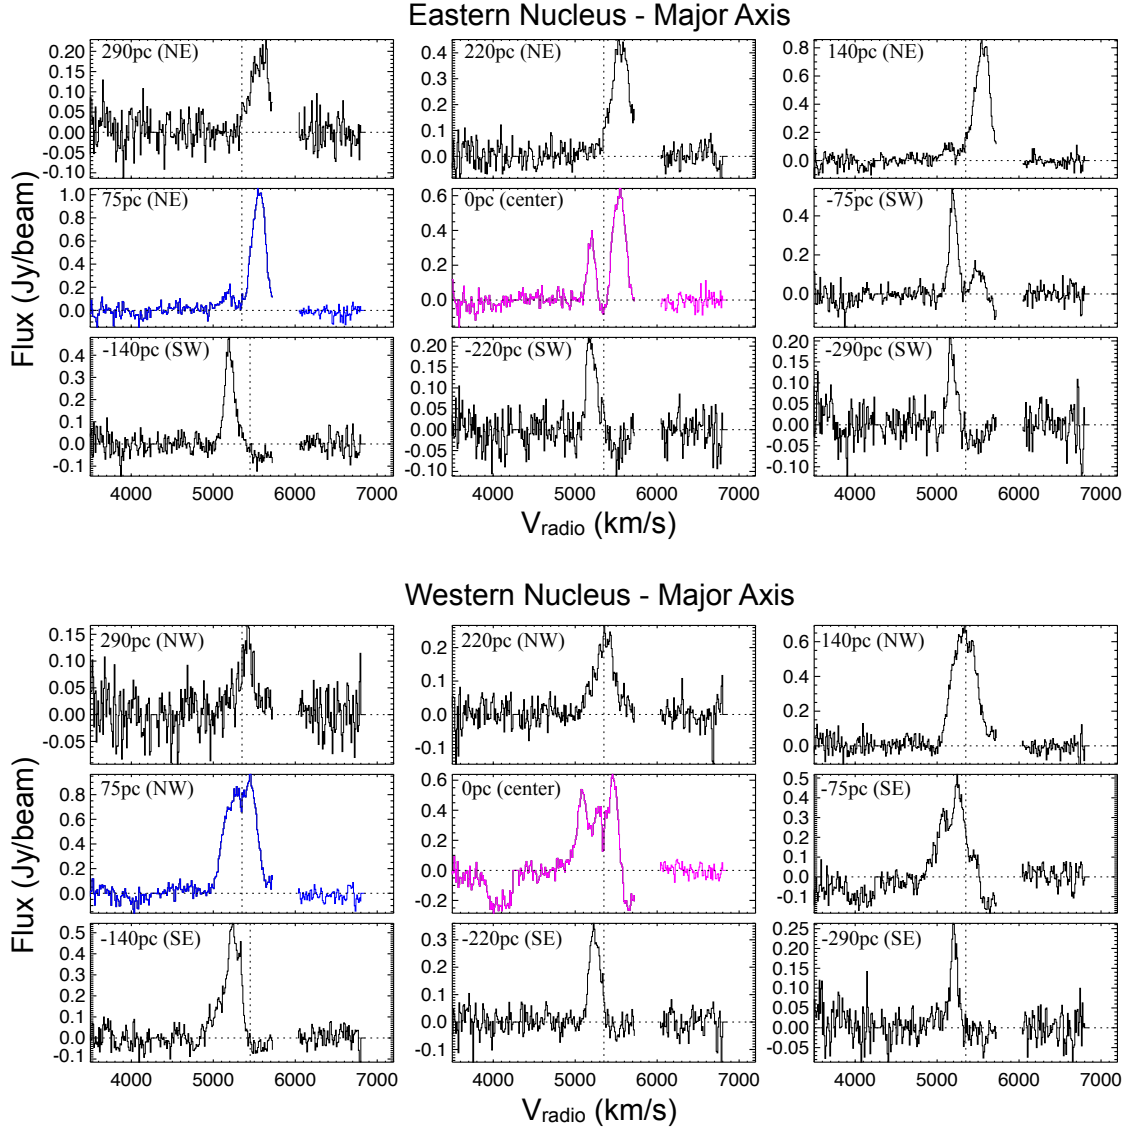 Eastern Nucleus - Major Axis
290pc (NE) 220pc (NE) 140pc (NE)
0.20 0.15 0.10 0.05 0.00 -0.05 -0.10
0.4 0.2 0.1 0.0
0.8 0.6 0.4 0.2 0.0
75pc (NE) 0pc (center) -75pc (SW)
1.0 0.8 0.6 0.4 0.2 0.0
0.6 0.4 0.2 0.0
0.4 0.2 0.0
-140pc (SW) -220pc (SW) -290pc (SW)
0.4 0.3 0.2 0.1 0.0 -0.1
0.20 0.15 0.10 0.05 0.00 -0.05 -0.10
0.20 0.15 0.10 0.05 0.00 -0.05 -0.10
Flux (Jy/beam)
4000 5000 6000 7000 4000 5000 6000 7000 4000 5000 6000 7000
Vradio (km/s)
Western Nucleus - Major Axis
290pc (NW) 220pc (NW) 140pc (NW)
0.15 0.10 0.05 0.00 -0.05
0.2 0.1 0.0 -0.1
0.6 0.4 0.2 0.0
75pc (NW) 0pc (center) -75pc (SE)
0.8 0.6 0.4 0.2 0.0
0.6 0.4 0.2 0.0 -0.2
0.5 0.4 0.3 0.2 0.1 0.0 -0.1
-140pc (SE) -220pc (SE) -290pc (SE)
0.5 0.4 0.3 0.2 0.1 0.0 -0.1
0.3 0.2 0.1 0.0 -0.1
0.25 0.20 0.15 0.10 0.05 0.00 -0.05
Flux (Jy/beam)
4000 5000 6000 7000 4000 5000 6000 7000 4000 5000 6000 7000
Vradio (km/s)